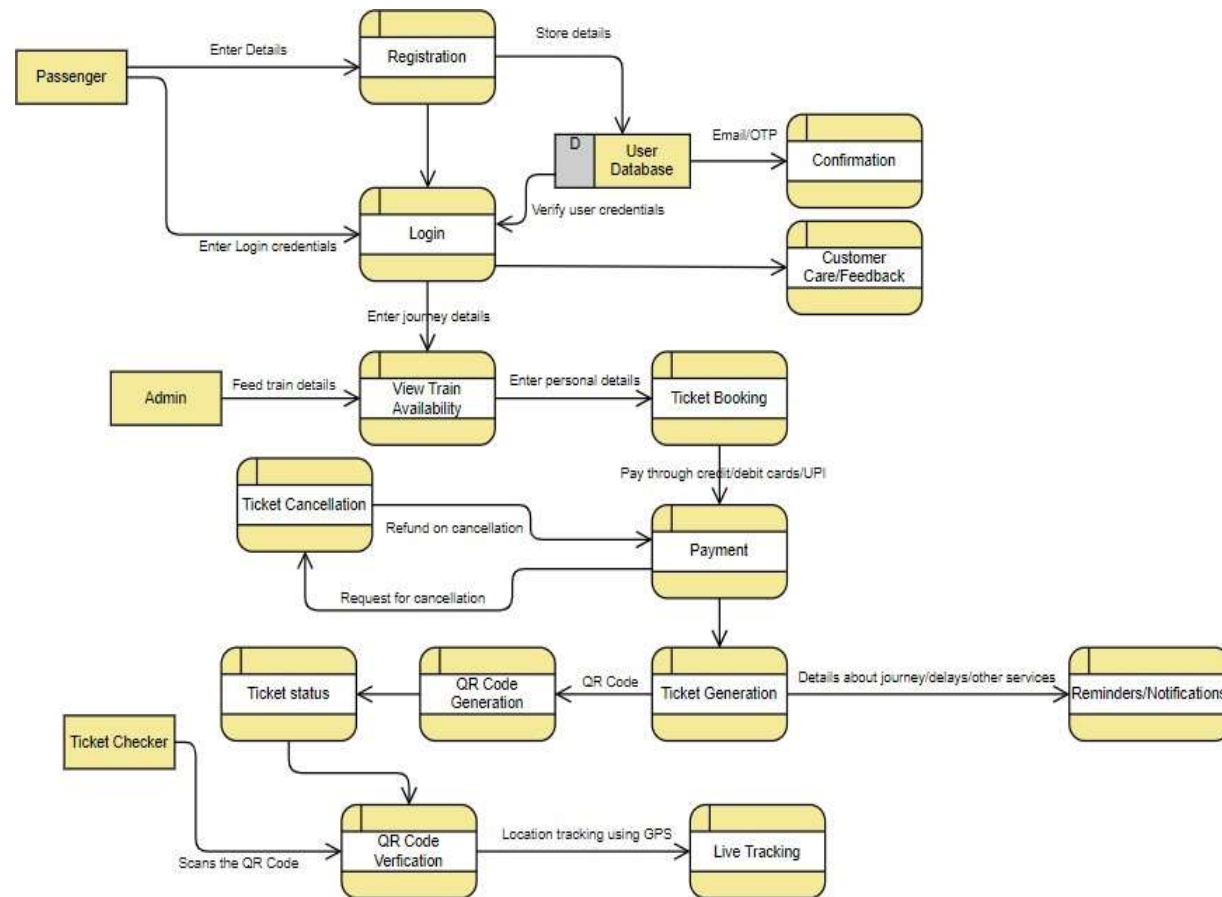 Enter Details
Registration
Store details
Passenger
D
User
Database
Email/OTP
Confirmation
Verify user credentials
Enter Login credentials
Login
Customer
Care/Feedback
Enter journey details
Admin
Feed train details
View Train
Availability
Enter personal details
Ticket Booking
Pay through credit/debit cards/UPI
Ticket Cancellation
Refund on cancellation
Payment
Request for cancellation
Ticket status
QR Code
Generation
QR Code
Ticket Generation
Details about journey/delays/other services
Reminders/Notifications
Ticket Checker
Scans the QR Code
QR Code
Verfication
Location tracking using GPS
Live Tracking